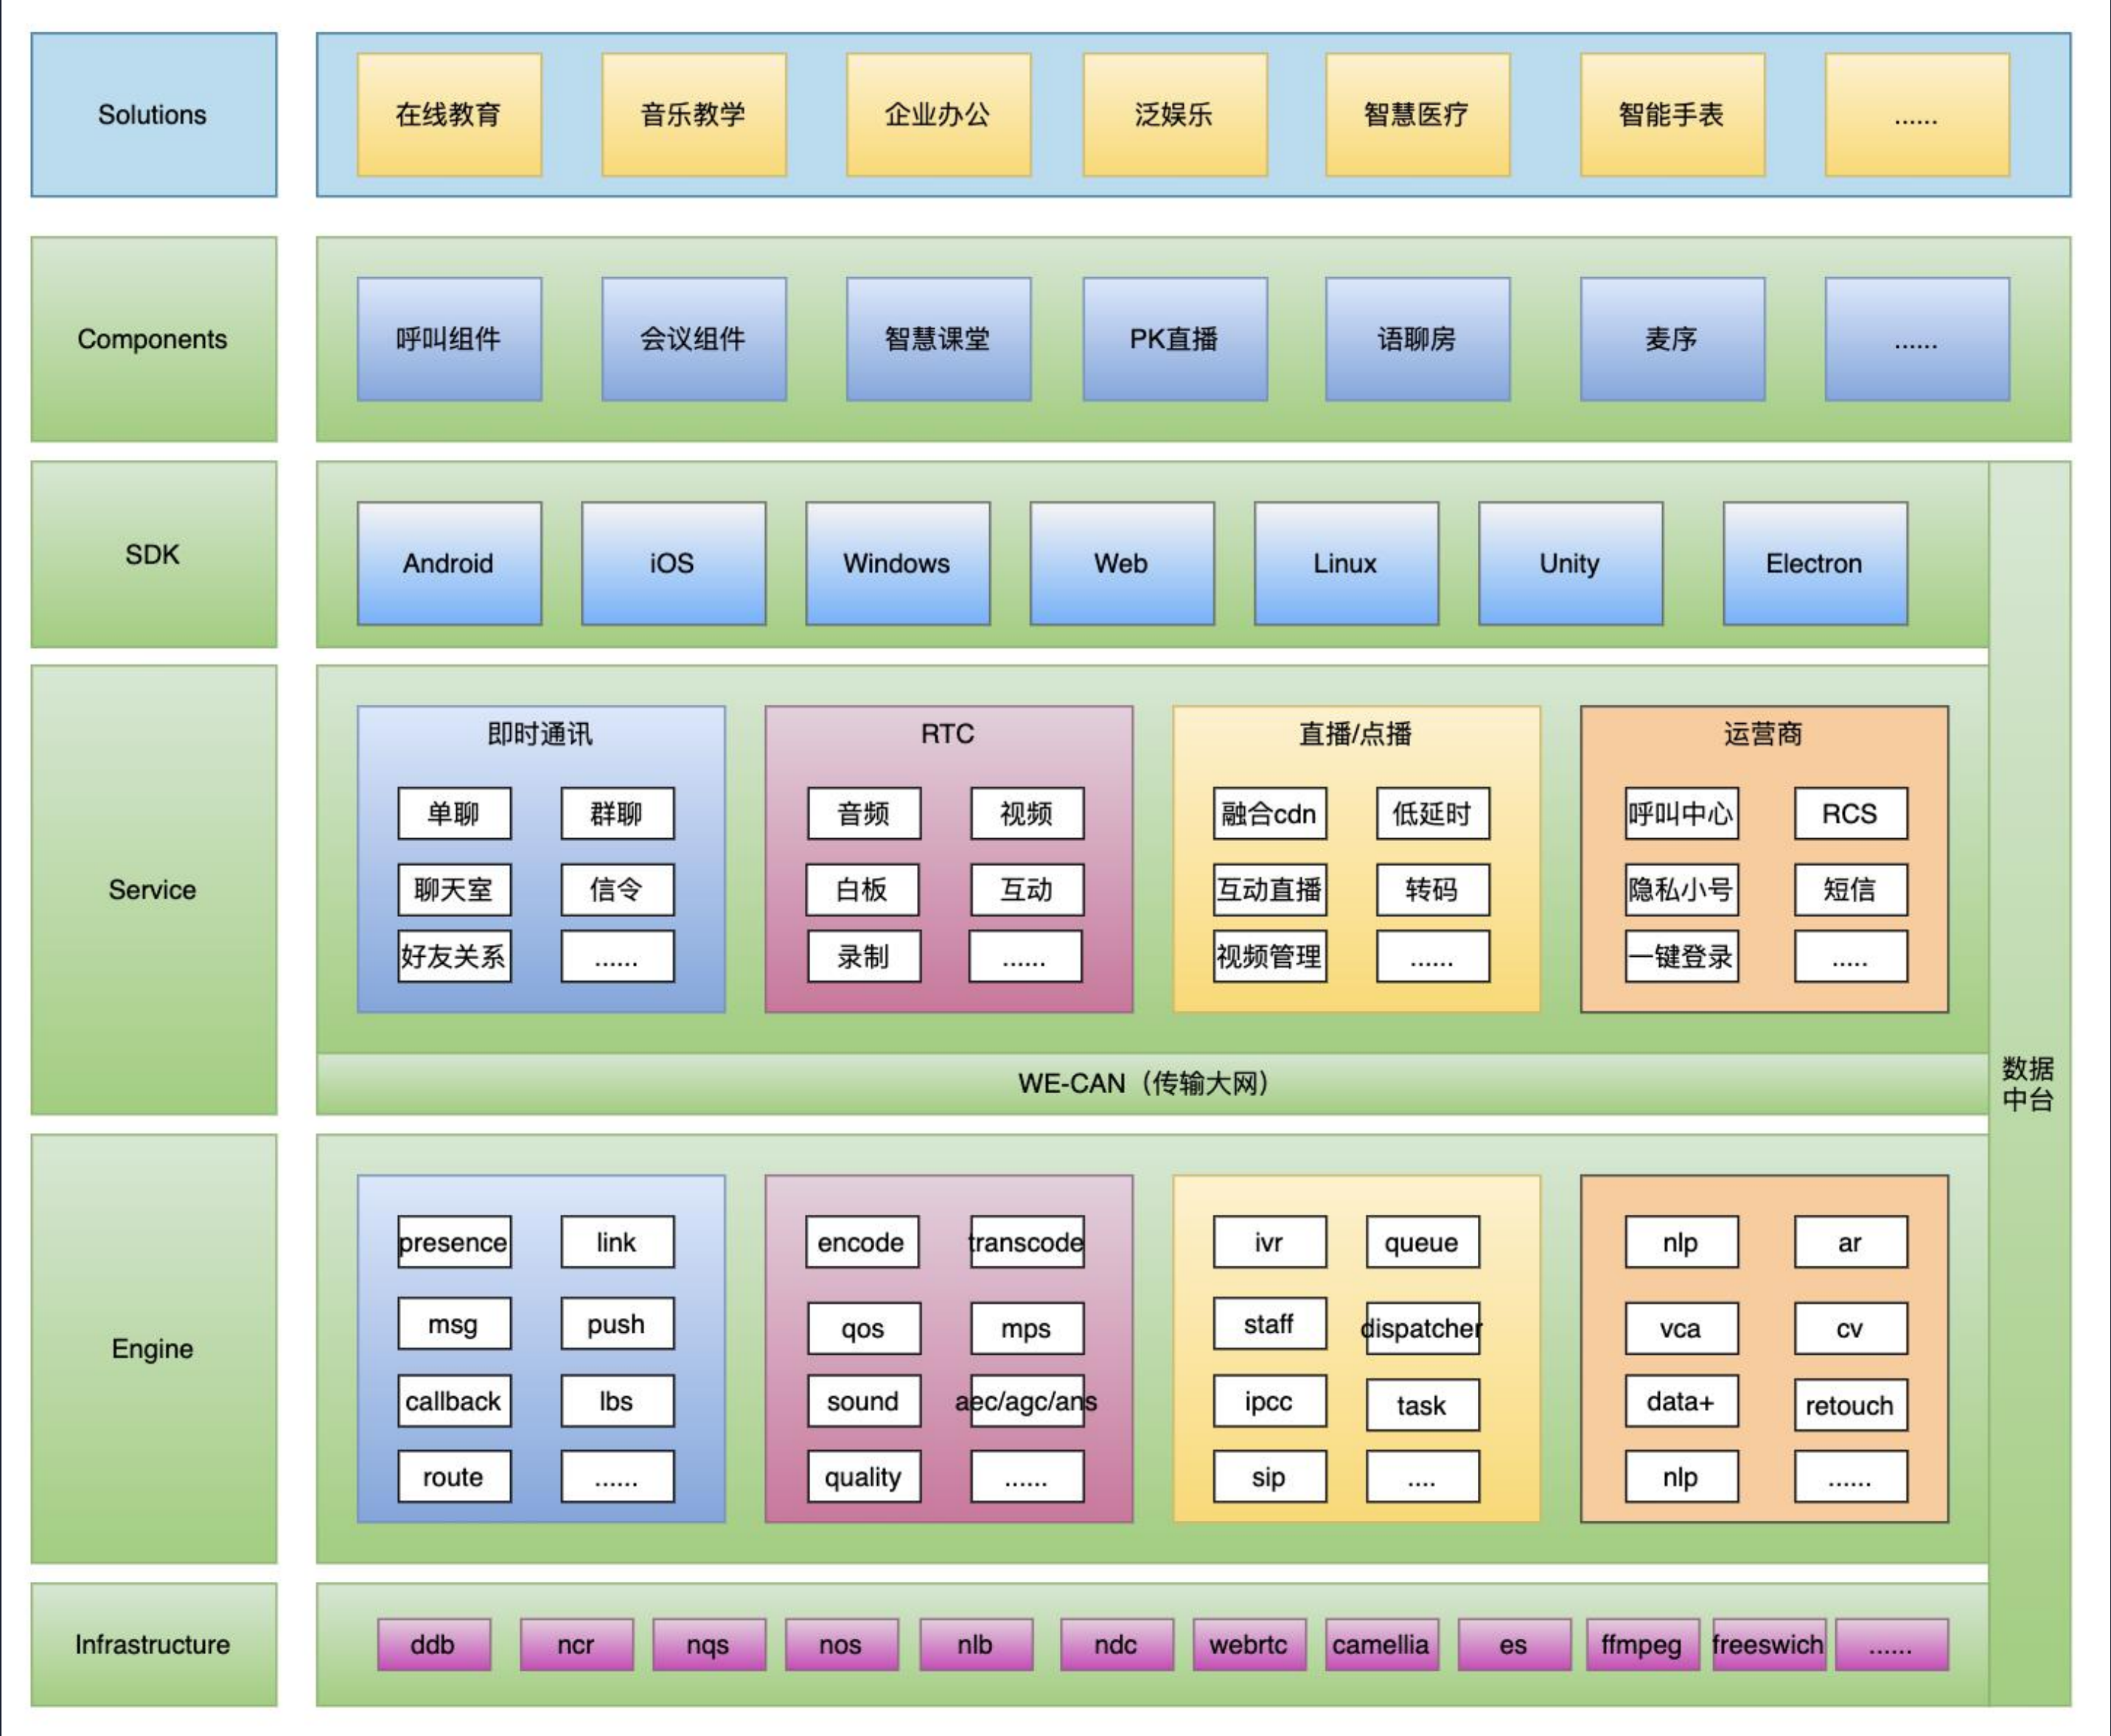 Solutions
在线教育
音乐教学
企业办公
泛娱乐
智慧医疗
智能手表
......
Components
呼叫组件
会议组件
智慧课堂
PK直播
语聊房
麦序
......
SDK
Android
iOS
Windows
Web
Linux
Unity
Electron
Service
即时通讯
单聊
群聊
聊天室
信令
好友关系
......
RTC
音频
视频
白板
互动
录制
......
直播/点播
融合cdn
低延时
互动直播
转码
视频管理
......
运营商
呼叫中心
RCS
隐私小号
短信
一键登录
.....
WE-CAN（传输大网）
数据
中台
Engine
presence
link
msg
push
callback
lbs
route
......
encode
transcode
qos
mps
sound
aec/agc/ans
quality
......
ivr
queue
staff
dispatcher
ipcc
task
sip
....
nlp
ar
vca
cv
data+
retouch
nlp
......
Infrastructure
ddb
ncr
nqs
nos
nlb
ndc
webrtc
camellia
es
ffmpeg
freeswich
......